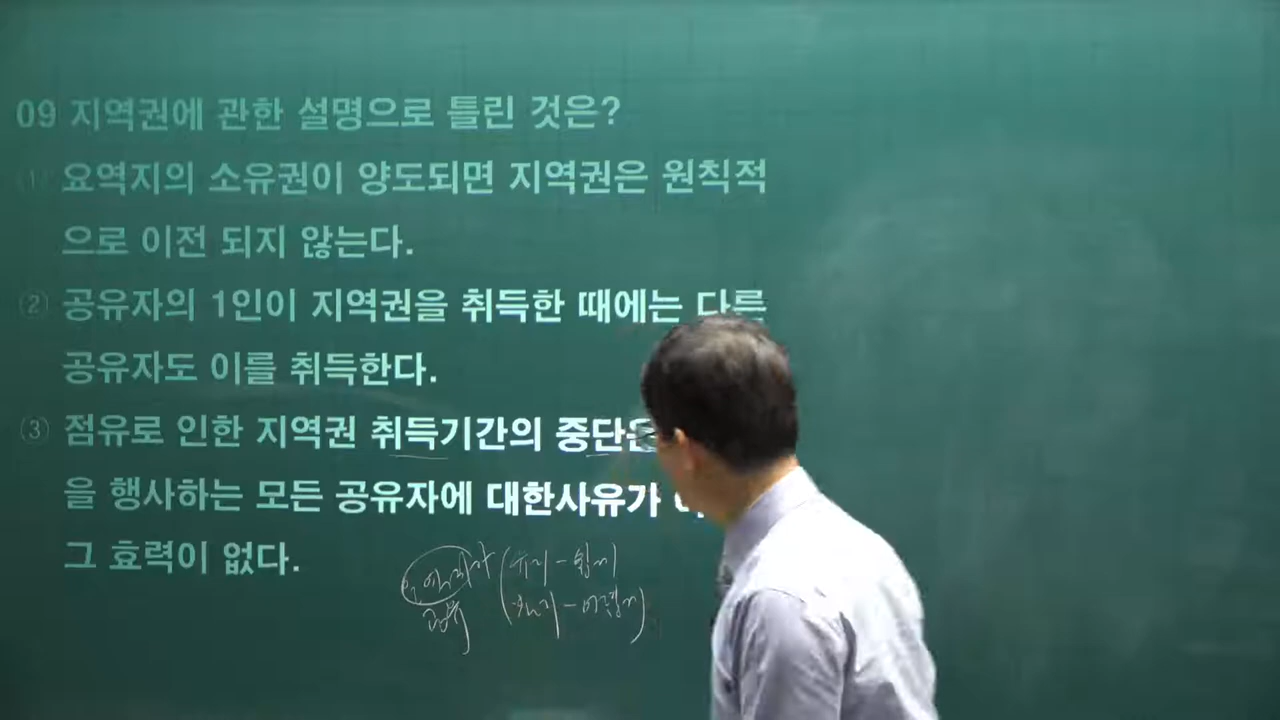 09 지역권에 관한 설명으로 틀린 것은?
① 요역지의 소유권이 양도되면 지역권은 원칙적
으로 이전 되지 않는다.
② 공유자의 1인이 지역권을 취득한 때에는 다른
공유자도 이를 취득한다.
③ 점유로 인한 지역권 취득기간의 중단은
을 행사하는 모든 공유자에 대한사유가
그 효력이 없다.